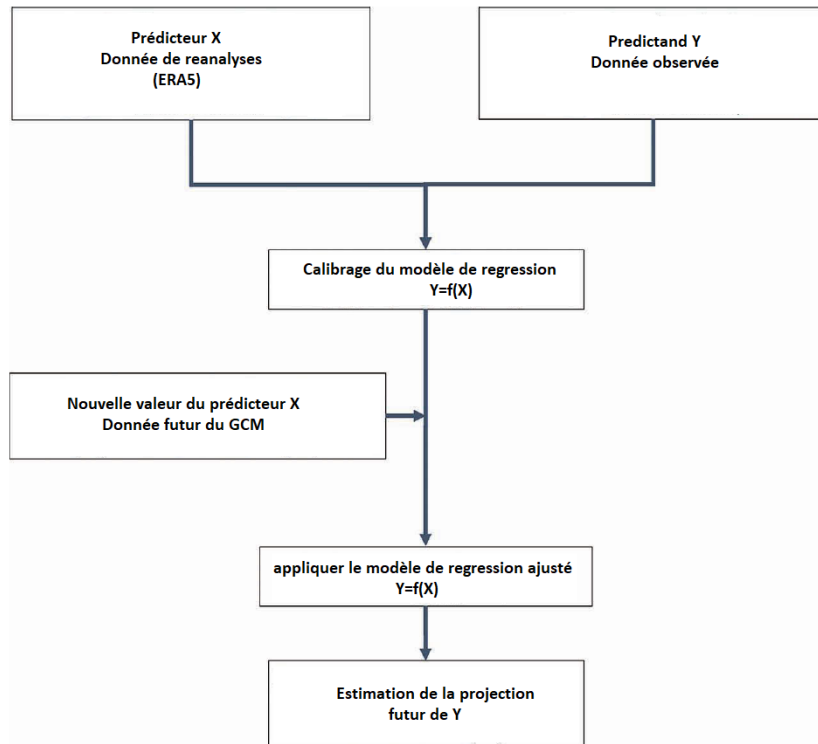 Prédicteur X
Donnée de reanalyses
(ERA5)
Predictand Y
Donnée observée
Calibrage du modèle de regression
Y=f(X)
Nouvelle valeur du prédicteur X
Donnée futur du GCM
appliquer le modèle de regression ajusté
Y=f(X)
Estimation de la projection
futur de Y